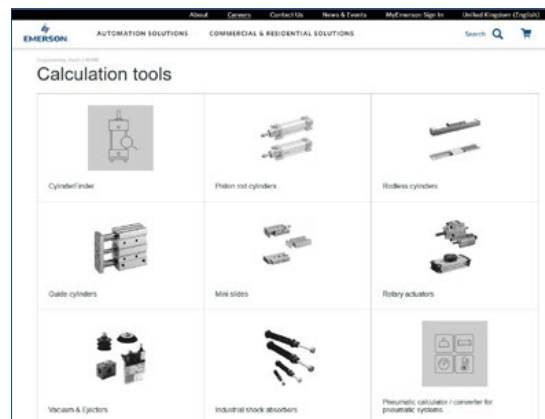 About Careers Contact Us News & Events MyEmerson Sign In United Kingdom (English)
EMERSON AUTOMATION SOLUTIONS COMMERCIAL & RESIDENTIAL SOLUTIONS Search
Calculation tools
CylinderFinder
Piston rod cylinders
Rodless cylinders
Guide cylinders
Mini slides
Rotary actuators
Vacuum & Ejectors
Industrial shock absorbers
Pneumatic calculator / converter for
pneumatic systems